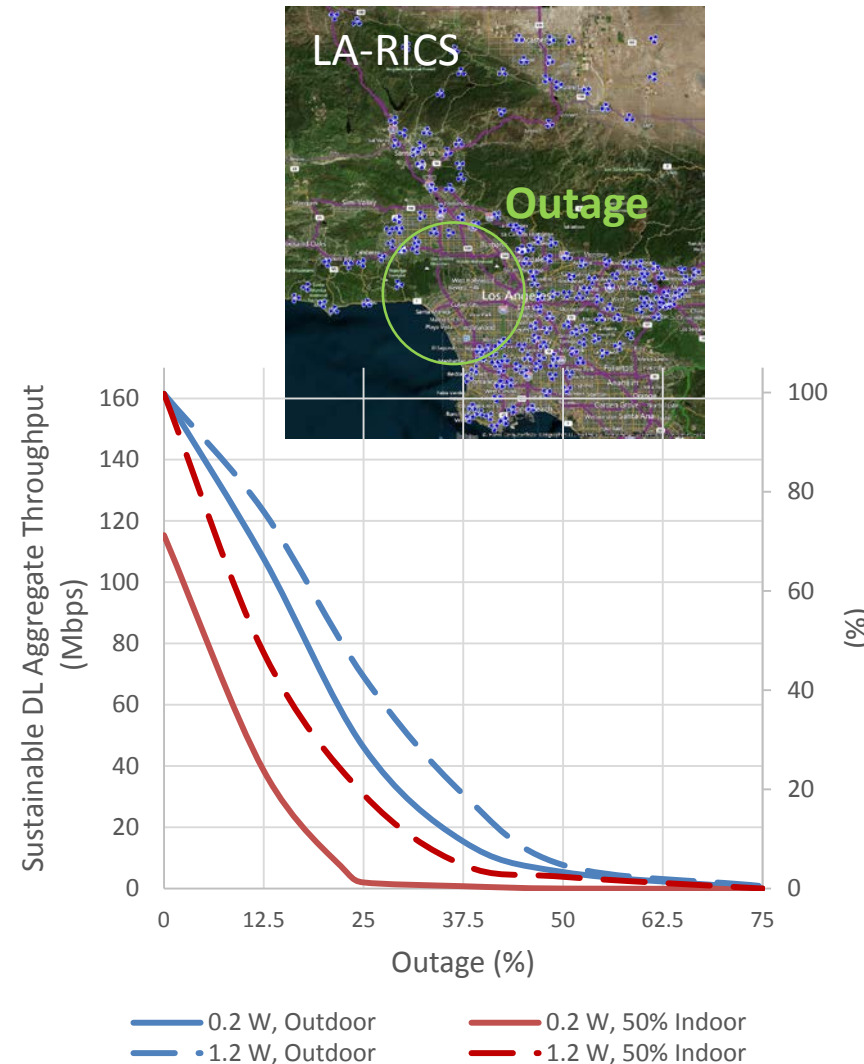 LA-RICS
Outage
Los Angeles
Simi Valley
Sustainable DL Aggregate Throughput
(Mbps)
160
140
120
100
80
60
40
20
0
100
80
60
40
20
0
(%)
0
12.5
25
37.5
50
62.5
75
Outage (%)
0.2 W, Outdoor
0.2 W, 50% Indoor
1.2 W, Outdoor
1.2 W, 50% Indoor